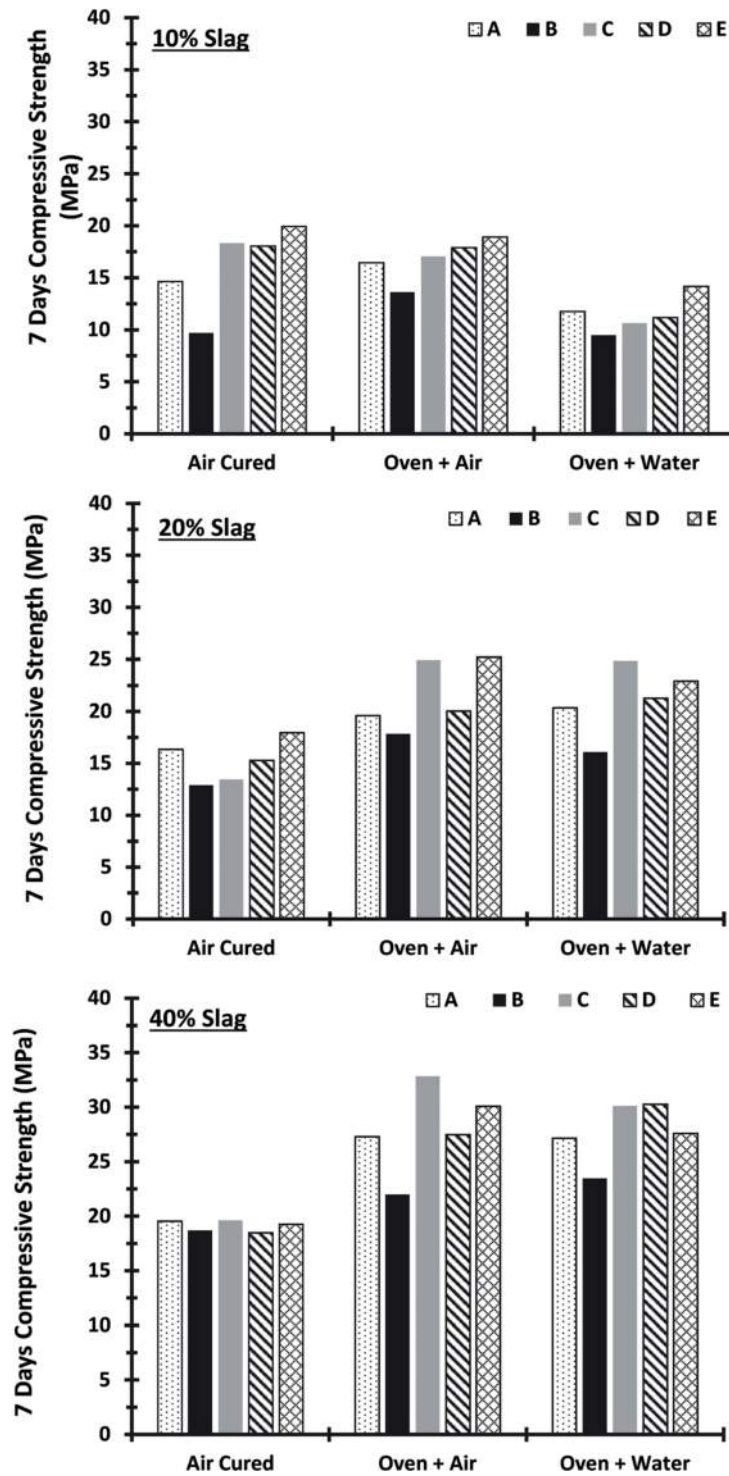 10% Slag
A B C D E
7 Days Compressive Strength
(MPa)
40
35
30
25
20
15
10
5
0
Air Cured Oven + Air Oven + Water
20% Slag
A B C D E
7 Days Compressive Strength (MPa)
40
35
30
25
20
15
10
5
0
Air Cured Oven + Air Oven + Water
40% Slag
A B C D E
7 Days Compressive Strength (MPa)
40
35
30
25
20
15
10
5
0
Air Cured Oven + Air Oven + Water